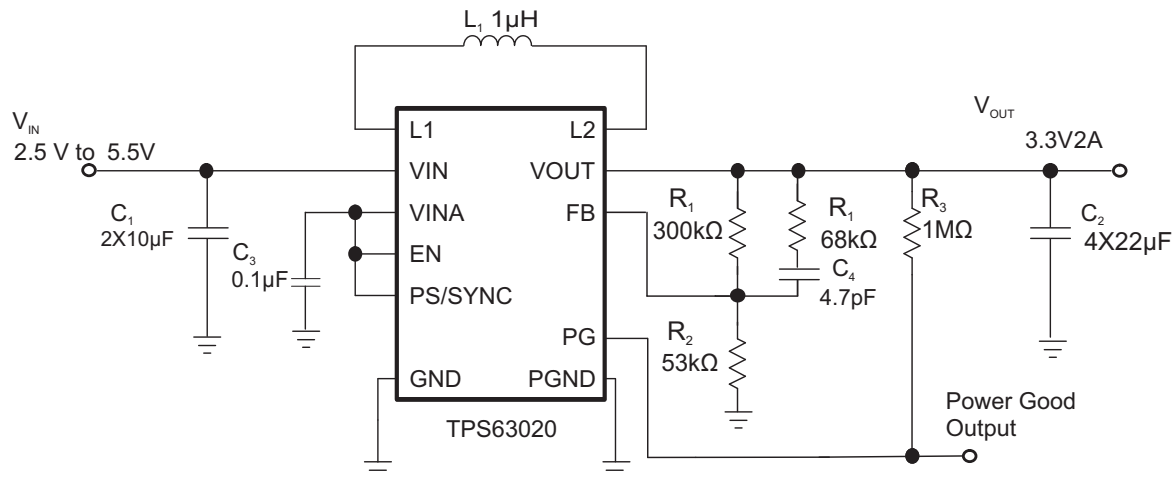 L₁ 1µH
V_IN
2.5 V to 5.5V
C₁
2X10µF
C₃
0.1µF
L1
L2
VIN
VOUT
VINA
FB
EN
PS/SYNC
PG
GND
PGND
TPS63020
R₁
300kΩ
R₁
68kΩ
C₄
4.7pF
R₂
53kΩ
R₃
1MΩ
V_OUT
3.3V2A
C₂
4X22µF
Power Good
Output